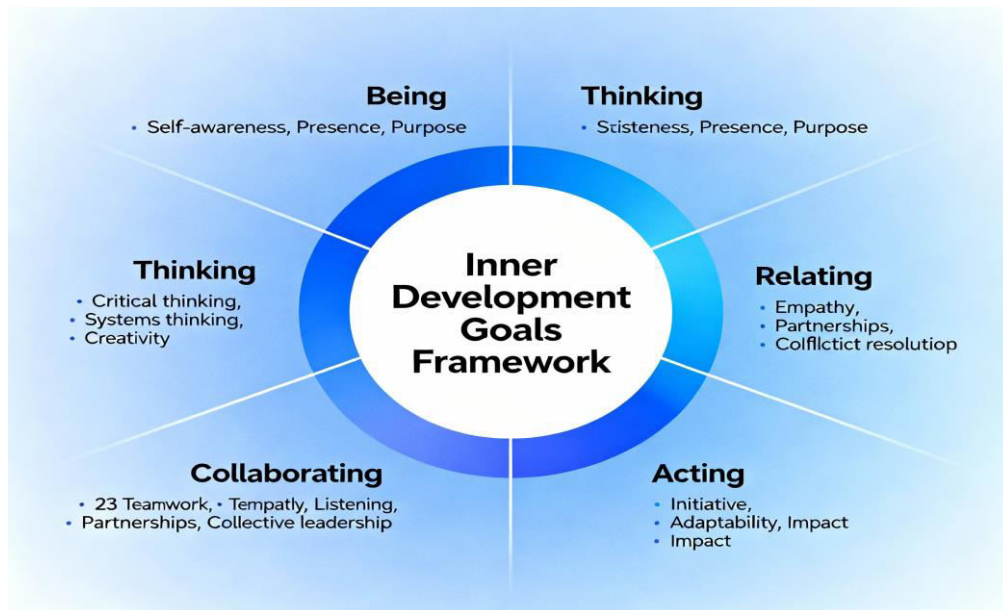 Being
• Self-awareness, Presence, Purpose
Thinking
• Stisteness, Presence, Purpose
Thinking
• Critical thinking,
• Systems thinking,
• Creativity
Inner
Development
Goals
Framework
Relating
• Empathy,
• Partnerships,
• Colflictict resolutiop
Collaborating
• 23 Teamwork, • Tempatly, Listening,
• Partnerships, Collective leadership
Acting
• Initiative,
• Adaptability, Impact
• Impact